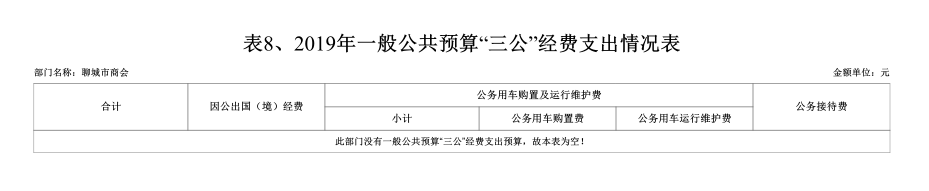 表8、2019年一般公共预算“三公”经费支出情况表
部门名称：聊城市商会 金额单位：元
合计 因公出国（境）经费 公务用车购置及运行维护费 公务接待费
小计 公务用车购置费 公务用车运行维护费
此部门没有一般公共预算“三公”经费支出预算，故本表为空！